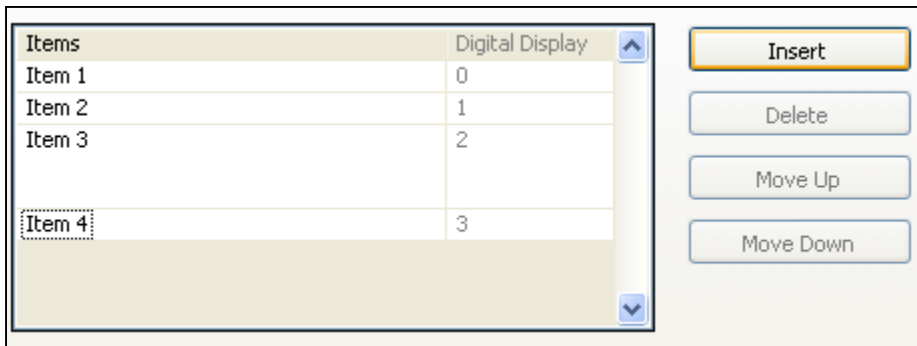 Items Digital Display
Item 1 0
Item 2 1
Item 3 2
Item 4 3
Insert
Delete
Move Up
Move Down